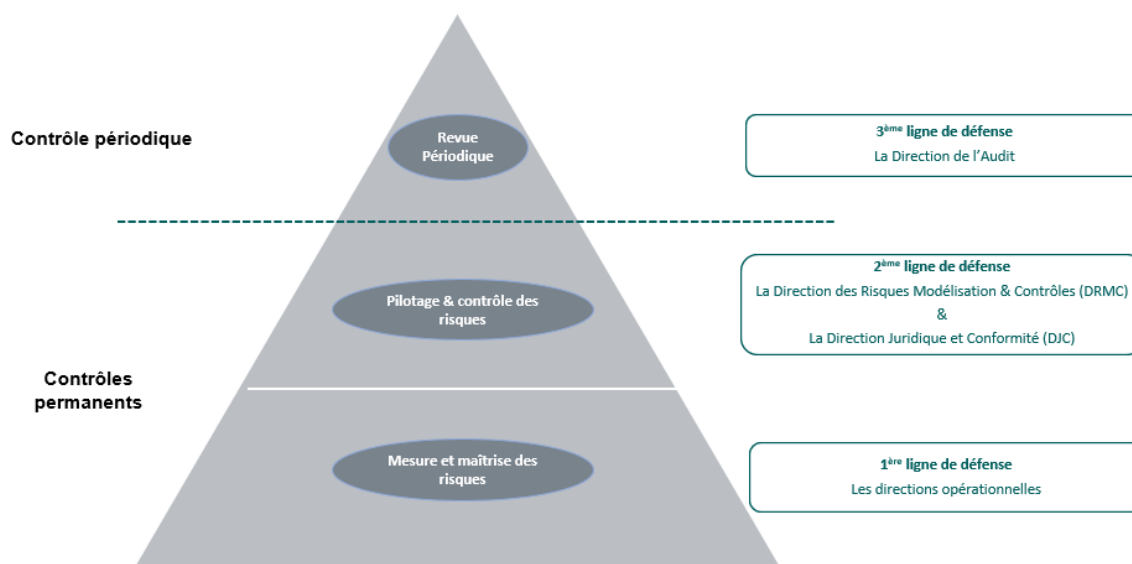 Contrôle périodique
Revue
Périodique
3ème ligne de défense
La Direction de l'Audit
Pilotage & contrôle des
risques
2ème ligne de défense
La Direction des Risques Modélisation & Contrôles (DRMC)
&
La Direction Juridique et Conformité (DJC)
Contrôles
permanents
Mesure et maîtrise des
risques
1ère ligne de défense
Les directions opérationnelles